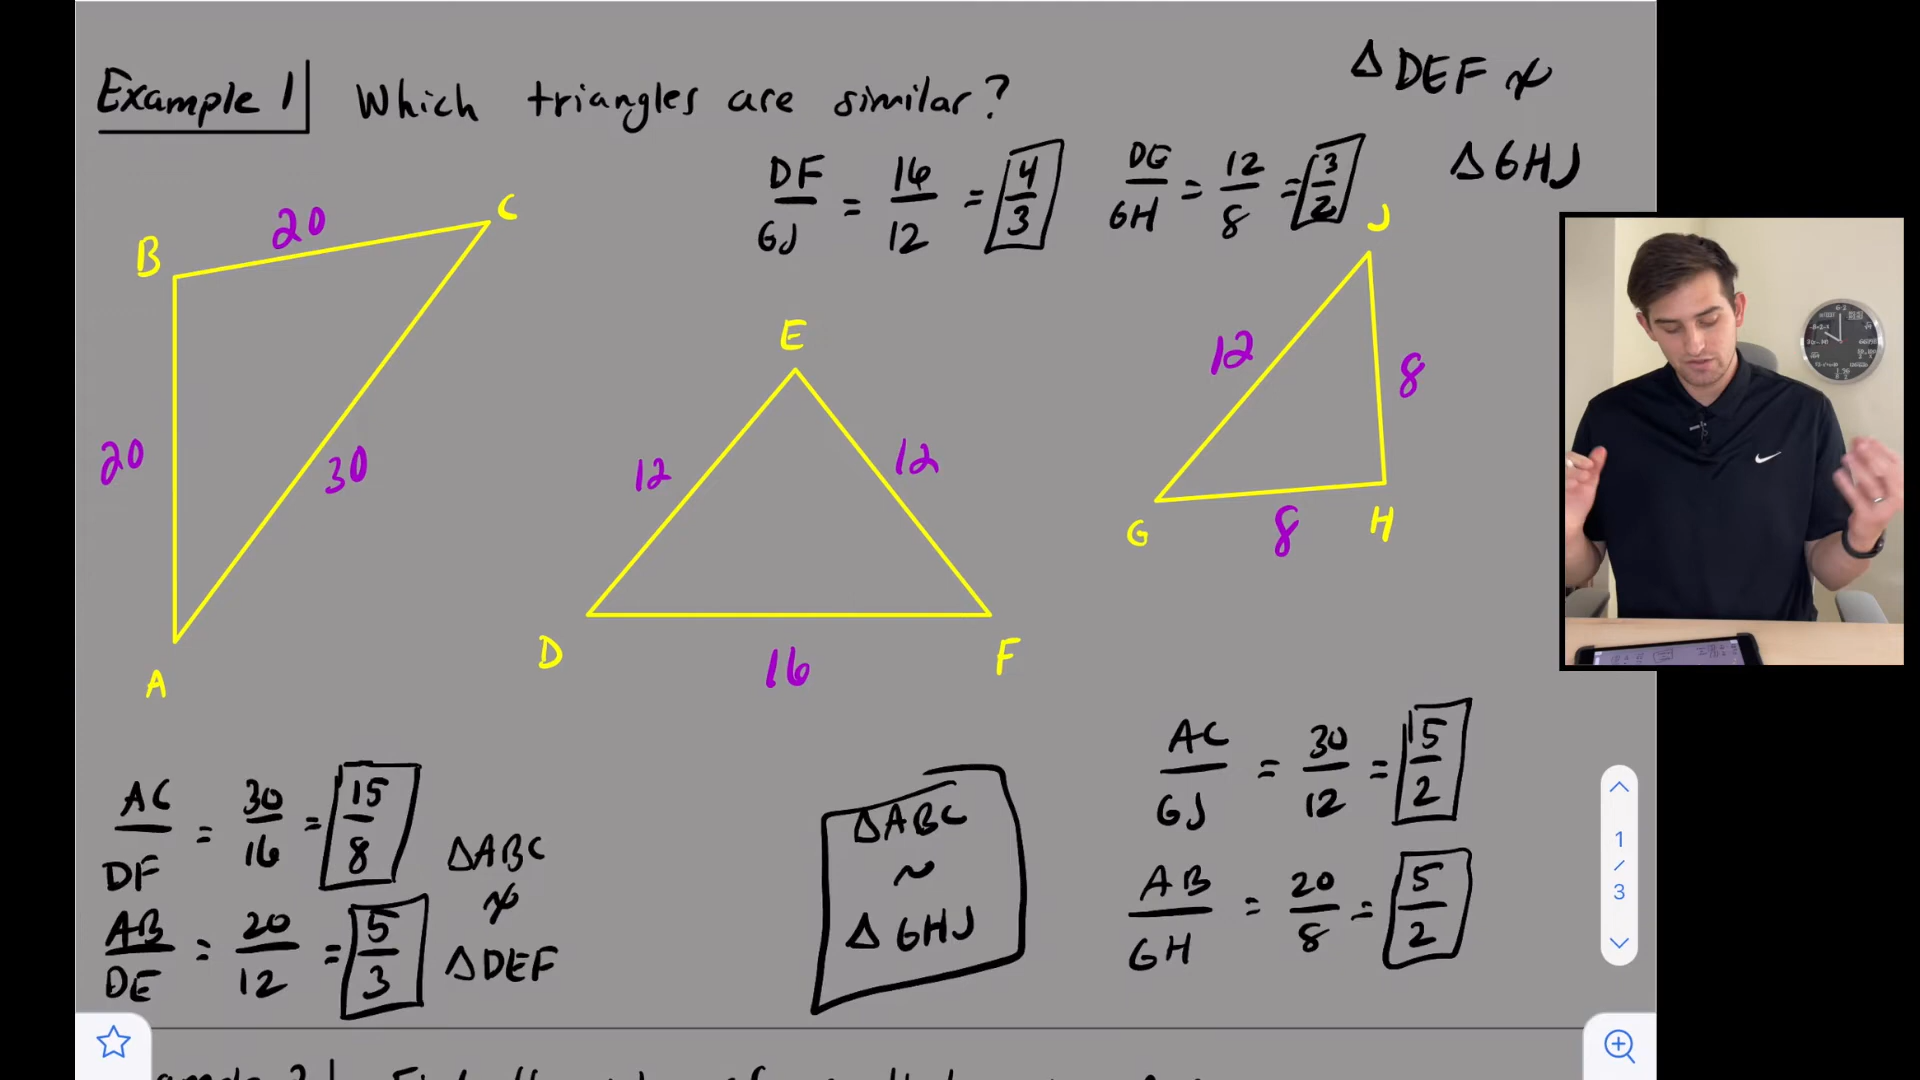 Example 1
Which triangles are similar?
ΔDEF ≁
ΔGHJ
DF/GJ = 16/12 = 4/3
DE/GH = 12/8 = 3/2
B
20
C
20
30
A
E
12
12
D
16
F
J
12
8
G
8
H
AC/DF = 30/16 = 15/8
AB/DE = 20/12 = 5/3
ΔABC
≁
ΔDEF
ΔABC
~
ΔGHJ
AC/GJ = 30/12 = 5/2
AB/GH = 20/8 = 5/2
1
/
3